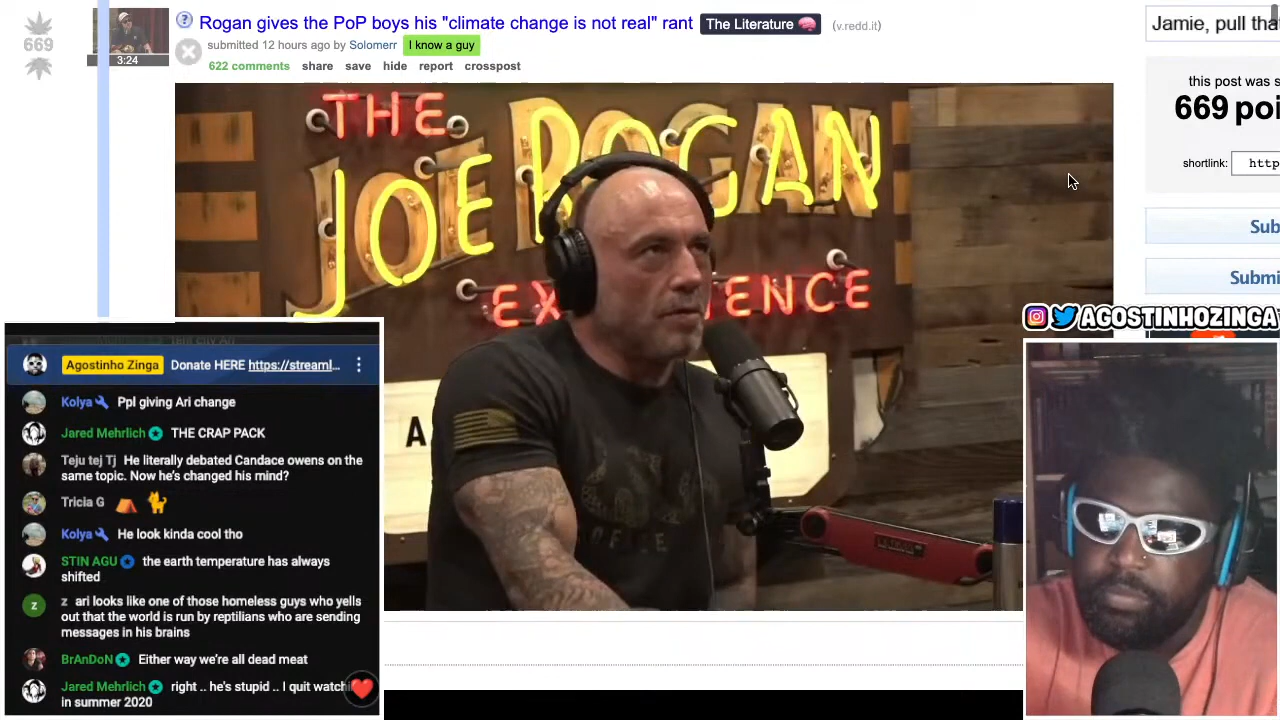 669
3:24
Rogan gives the PoP boys his "climate change is not real" rant The Literature 🧠 (v.redd.it)
submitted 12 hours ago by Solomerr I know a guy
622 comments share save hide report crosspost
Jamie, pull tha
this post was s
669 poi
shortlink: http
Sub
Submi
THE
JOE ROGAN
EX ENCE
A
AGOSTINHOZINGA
Agostinho Zinga Donate HERE https://streaml...
Kolya Ppl giving Ari change
Jared Mehrlich THE CRAP PACK
Teju tej Tj He literally debated Candace owens on the
same topic. Now he's changed his mind?
Tricia G ⛺ 🐈
Kolya He look kinda cool tho
STIN AGU the earth temperature has always
shifted
z
z ari looks like one of those homeless guys who yells
out that the world is run by reptilians who are sending
messages in his brains
BrAnDoN Either way we're all dead meat
Jared Mehrlich right .. he's stupid .. I quit watch
in summer 2020